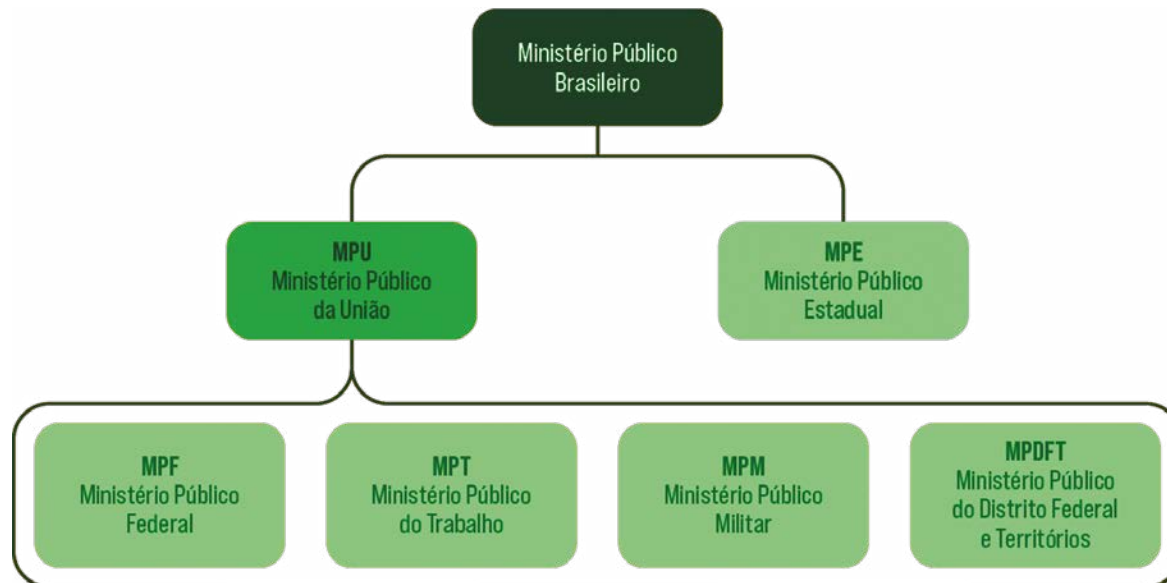 Ministério Público
Brasileiro
MPU
Ministério Público
da União
MPE
Ministério Público
Estadual
MPF
Ministério Público
Federal
MPT
Ministério Público
do Trabalho
MPM
Ministério Público
Militar
MPDFT
Ministério Público
do Distrito Federal
e Territórios